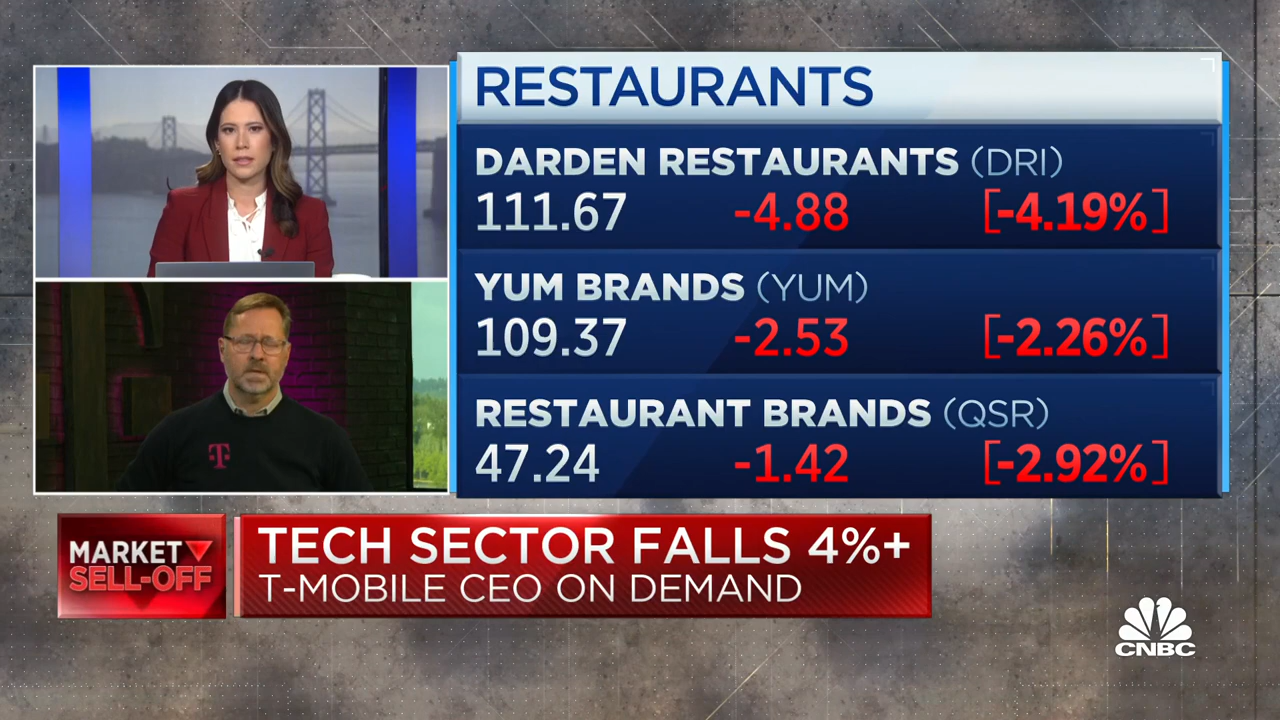 RESTAURANTS
DARDEN RESTAURANTS (DRI)
111.67 -4.88 [-4.19%]
YUM BRANDS (YUM)
109.37 -2.53 [-2.26%]
RESTAURANT BRANDS (QSR)
47.24 -1.42 [-2.92%]
T
MARKET
SELL-OFF
TECH SECTOR FALLS 4%+
T-MOBILE CEO ON DEMAND
CNBC